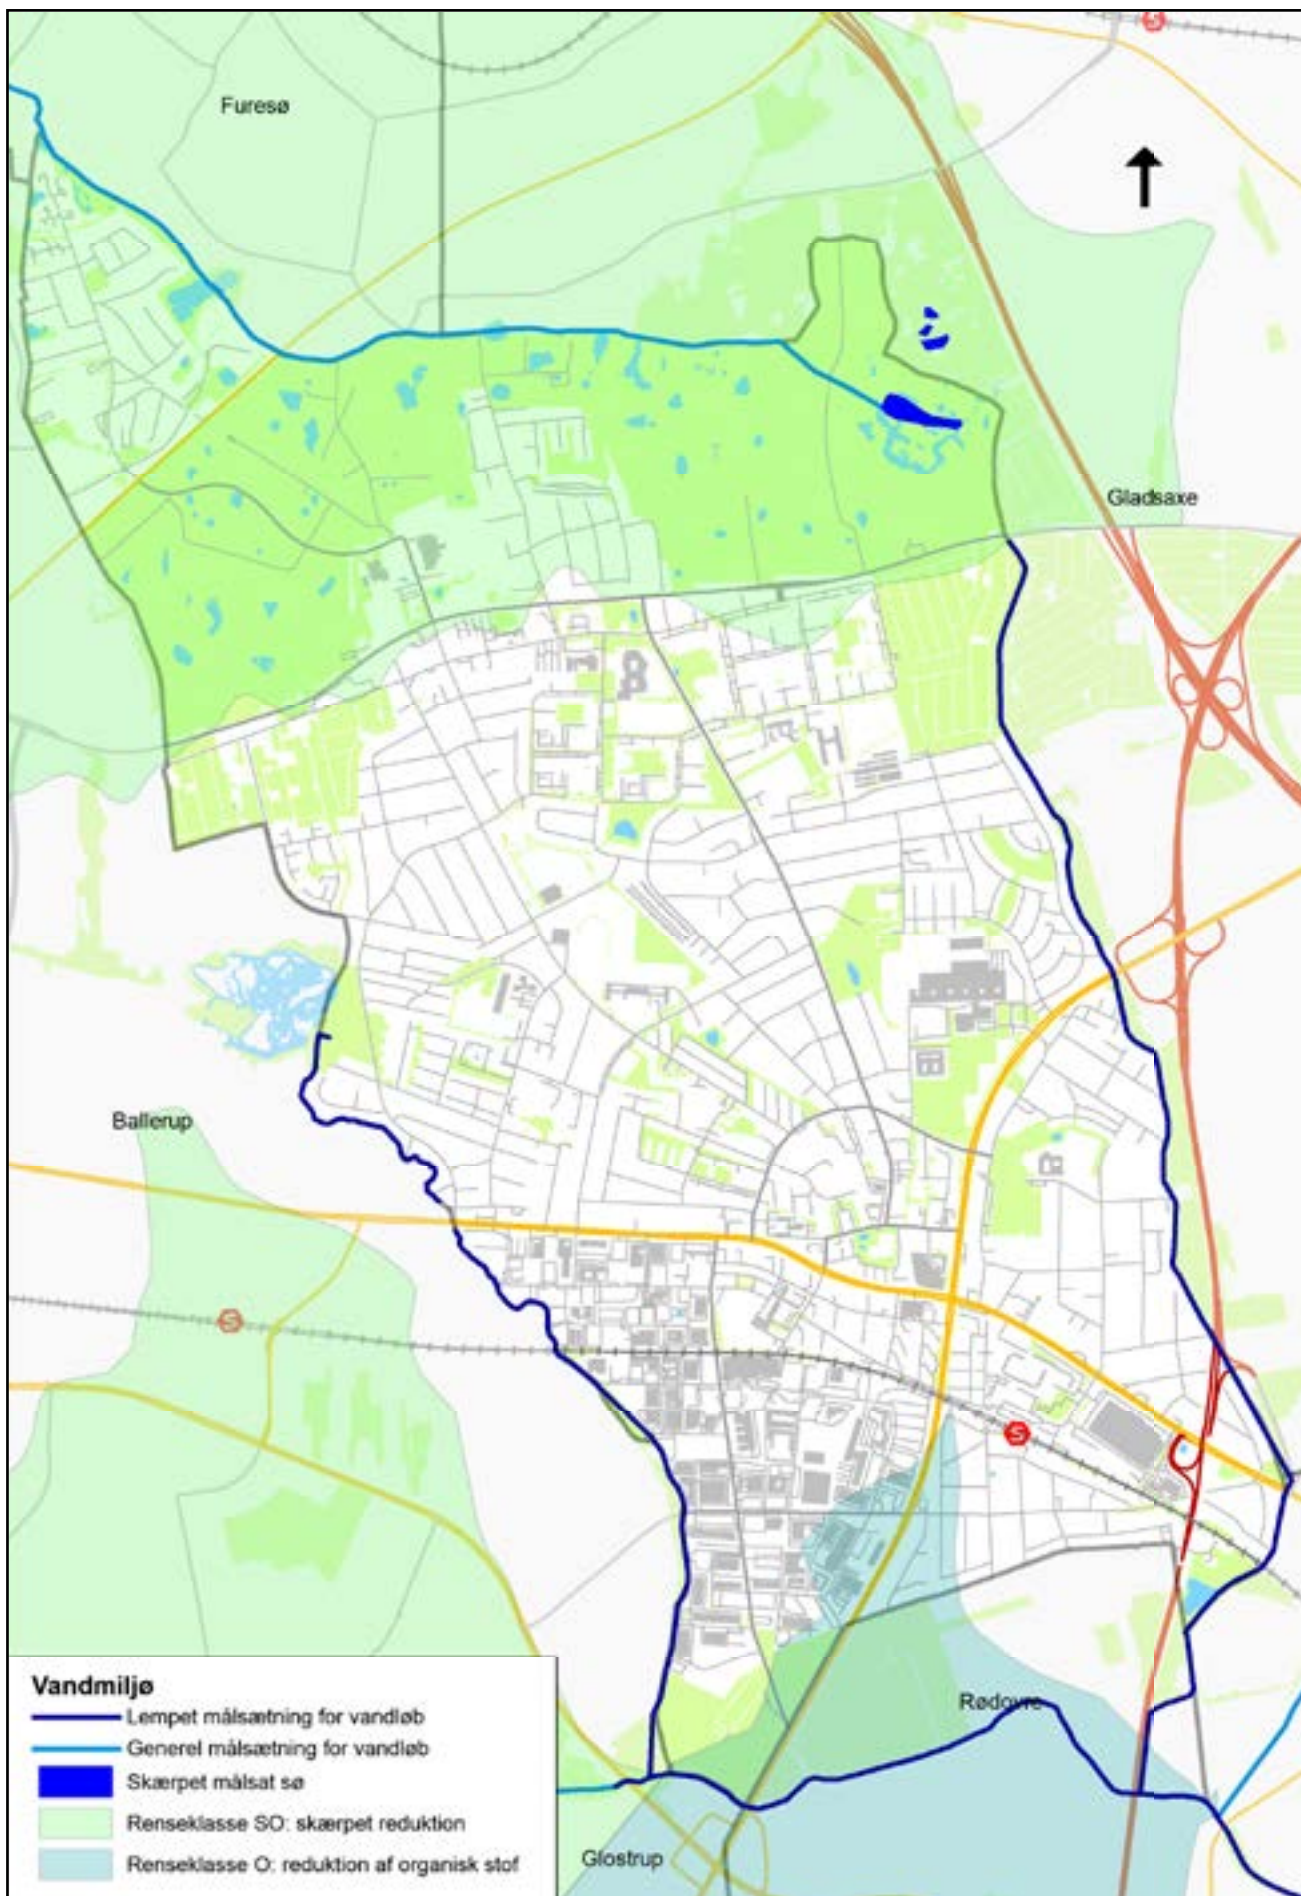 S
Furesø
Gladsaxe
Ballerup
S
S
Rødovre
Glostrup
Vandmiljø
Lempet målsætning for vandløb
Generel målsætning for vandløb
Skærpet målsat sø
Renseklasse SO: skærpet reduktion
Renseklasse O: reduktion af organisk stof